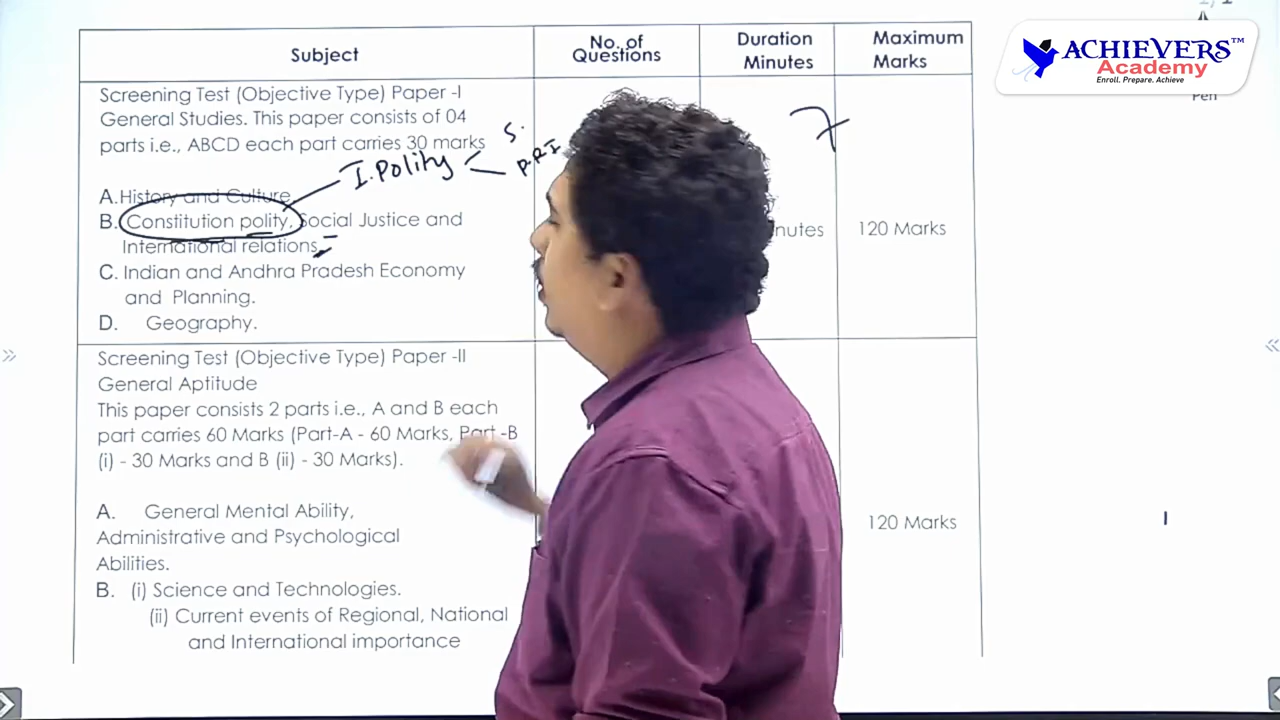 ACHIEVERS™
Academy
Enroll. Prepare. Achieve
Pen
Subject
No. of
Questions
Duration
Minutes
Maximum
Marks
Screening Test (Objective Type) Paper -I
General Studies. This paper consists of 04
parts i.e., ABCD each part carries 30 marks
I. Polity
S.
P.R.I
A. History and Culture
B. Constitution polity, Social Justice and
International relations
C. Indian and Andhra Pradesh Economy
and Planning.
D. Geography.
nutes
120 Marks
Screening Test (Objective Type) Paper -II
General Aptitude
This paper consists 2 parts i.e., A and B each
part carries 60 Marks (Part-A - 60 Marks, Part -B
(i) - 30 Marks and B (ii) - 30 Marks).
A. General Mental Ability,
Administrative and Psychological
Abilities.
B. (i) Science and Technologies.
(ii) Current events of Regional, National
and International importance
120 Marks